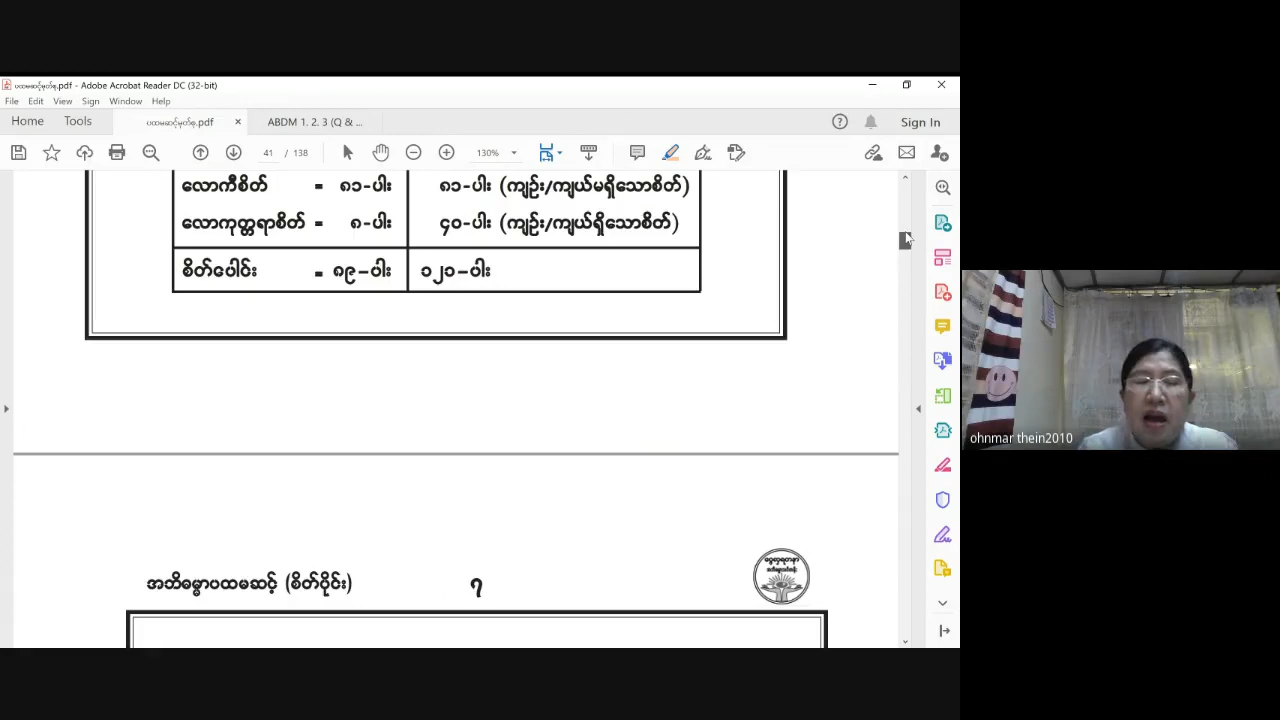 ပထမဆင့်မှတ်စု.pdf - Adobe Acrobat Reader DC (32-bit)
File Edit View Sign Window Help
Home Tools ပထမဆင့်မှတ်စု.pdf × ABDM 1. 2. 3 (Q & ... Sign In
41 / 138 130%
လောကီစိတ် = ၈၁-ပါး ၈၁-ပါး (ကျဉ်း/ကျယ်မရှိသောစိတ်)
လောကုတ္တရာစိတ် = ၈-ပါး ၄၀-ပါး (ကျဉ်း/ကျယ်ရှိသောစိတ်)
စိတ်ပေါင်း = ၈၉-ပါး ၁၂၁-ပါး
အဘိဓမ္မာပထမဆင့် (စိတ်ပိုင်း) ၇
ohnmar thein2010